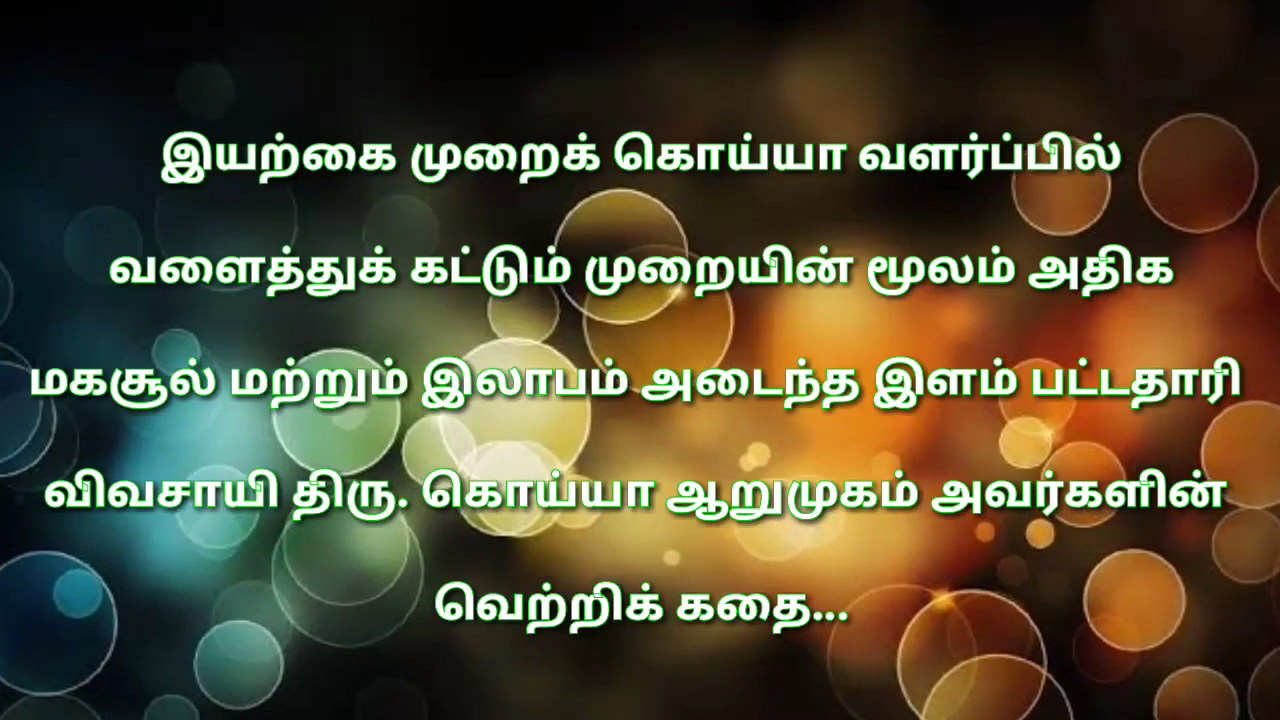 இயற்கை முறைக் கொய்யா வளர்ப்பில்
வளைத்துக் கட்டும் முறையின் மூலம் அதிக
மகசூல் மற்றும் இலாபம் அடைந்த இளம் பட்டதாரி
விவசாயி திரு. கொய்யா ஆறுமுகம் அவர்களின்
வெற்றிக் கதை...